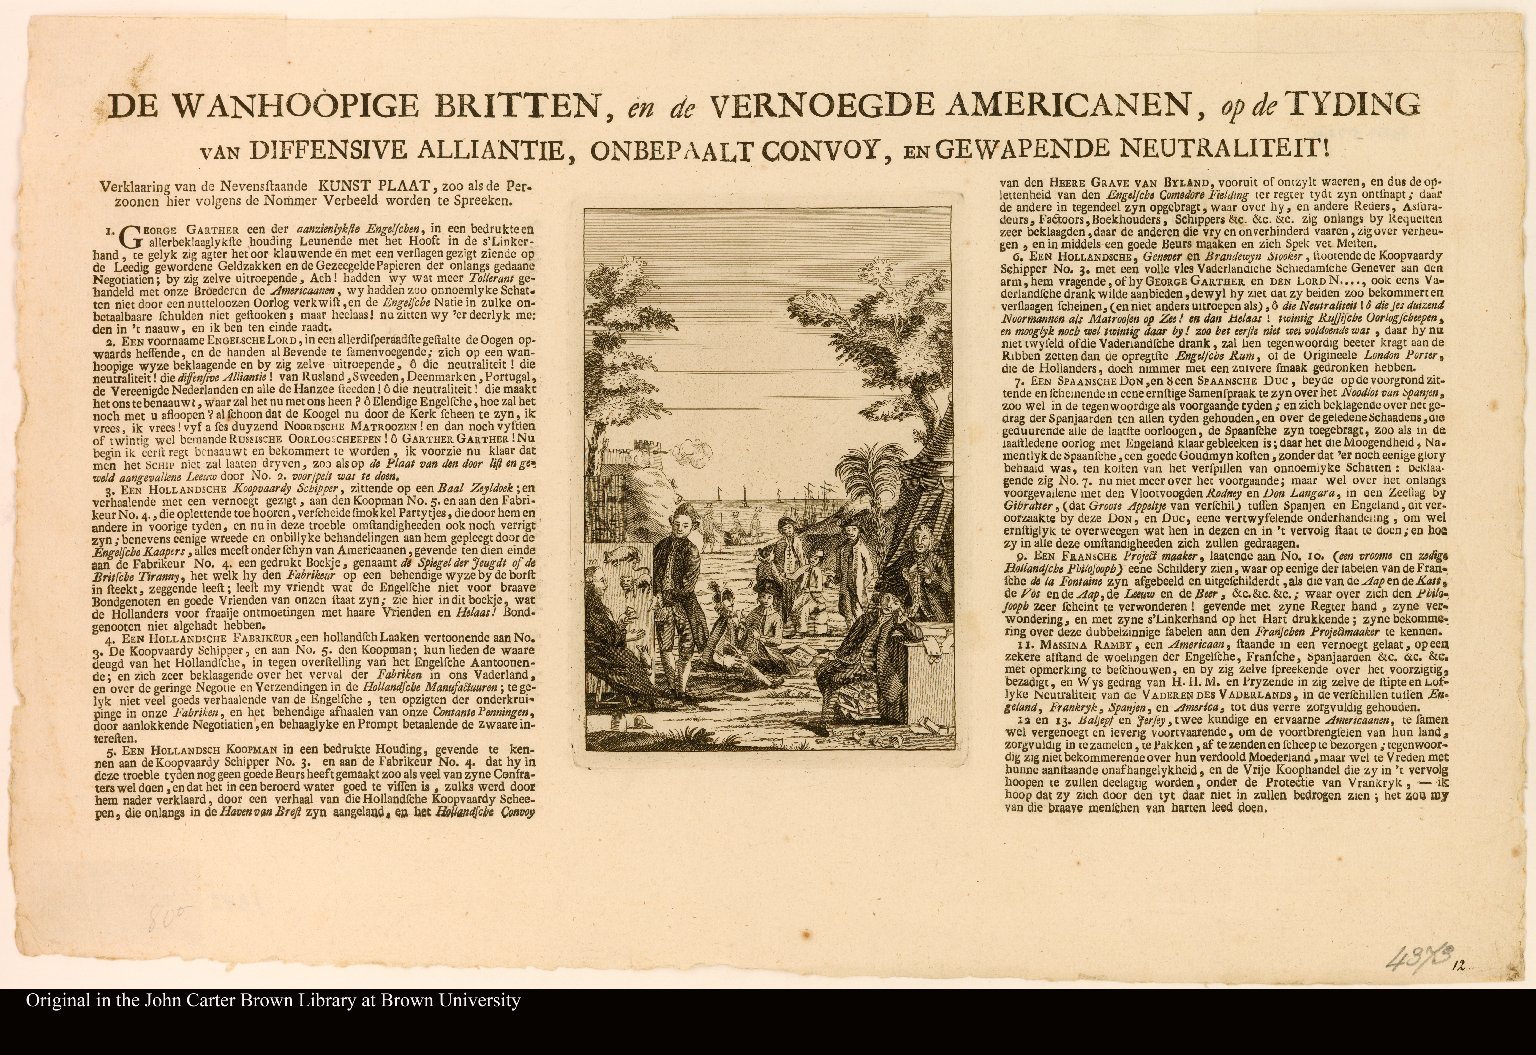 DE WANHOOPIGE BRITTEN, en de VERNOEGDE AMERICANEN, op de TYDING
VAN DIFFENSIVE ALLIANTIE, ONBEPAALT CONVOY, EN GEWAPENDE NEUTRALITEIT!
Verklaaring van de Nevensſtaande KUNST PLAAT, zoo als de Per-
zoonen hier volgens de Nommer Verbeeld worden te Spreeken.
1. GEORGE GARTHER een der aanzienlykſte Engelſchen, in een bedrukte en
allerbeklaaglykſte houding Leunende met het Hooft in de s'Linker-
hand, te gelyk zig agter het oor klauwende en met een verſlagen gezigt ziende op
de Leedig gewordene Geldzakken en de Gezeegelde Papieren der onlangs gedaane
Negotiatien; by zig zelve uitroepende, Ach! hadden wy wat meer Tollerant ge-
handeld met onze Broederen de Americaanen, wy hadden zoo onnoemlyke Schat-
ten niet door een nutteloozen Oorlog verkwiſt, en de Engelſche Natie in zulke on-
betaalbaare ſchulden niet geſtooken; maar heelaas! nu zitten wy 'er deerlyk me:
den in 't naauw, en ik ben ten einde raadt.
2. EEN voornaame ENGELSCHE LORD, in een allerdiſperaadſte geſtalte de Oogen op-
waards heffende, en de handen al Bevende te ſamenvoegende; zich op een wan-
hoopige wyze beklaagende en by zig zelve uitroepende, ô die neutraliteit! die
neutraliteit! die diffenſive Alliantie! van Rusland, Sweeden, Deenmarken, Portugal,
de Vereenigde Nederlanden en alle de Hanzee ſteeden! ô die neutraliteit! die maakt
het ons te benaauwt, waar zal het nu met ons heen? ô Elendige Engelſche, hoe zal het
noch met u afloopen? al ſchoon dat de Koogel nu door de Kerk ſcheen te zyn, ik
vrees, ik vrees! vyf a ſes duyzend NOORDSCHE MATROOZEN! en dan noch vyftien
of twintig wel bemande RUSSISCHE OORLOGSCHEEPEN! ô GARTHER GARTHER! Nu
begin ik eerſt regt benaauwt en bekommert te worden, ik voorzie nu klaar dat
men het SCHIP niet zal laaten dryven, zoo als op de Plaat van den door liſt en ge-
weld aangevallene Leeuw door No. 2. voorſpelt was te doen.
3. EEN HOLLANDSCHE Koopvaardy Schipper, zittende op een Baal Zeyldoek; en
verhaalende met een vernoegt gezigt, aan den Koopman No. 5. en aan den Fabri-
keur No. 4., die oplettende toe hooren, verſcheide ſmokkel Partytjes, die door hem en
andere in voorige tyden, en nu in deze troeble omſtandigheeden ook noch verrigt
zyn; benevens eenige wreede en onbillyke behandelingen aan hem gepleegt door de
Engelſche Kaapers, alles meeſt onder ſchyn van Americaanen, gevende ten dien einde
aan de Fabrikeur No. 4. een gedrukt Boekje, genaamt de Spiegel der Jeugdt of de
Britſche Tiranny, het welk hy den Fabrikeur op een behendige wyze by de borſt
in ſteekt, zeggende leeſt; leeſt my vriendt wat de Engelſche niet voor braave
Bondgenoten en goede Vrienden van onzen ſtaat zyn; zie hier in dit boekje, wat
de Hollanders voor fraaije ontmoetingen met haare Vrienden en Helaas! Bond-
genooten niet algehadt hebben.
4. EEN HOLLANDSCHE FABRIKEUR, een hollandſch Laaken vertoonende aan No.
3. De Koopvaardy Schipper, en aan No. 5. den Koopman; hun lieden de waare
deugd van het Hollandſche, in tegen overſtelling van het Engelſche Aantoonen-
de; en zich zeer beklaagende over het verval der Fabriken in ons Vaderland,
en over de geringe Negotie en Verzendingen in de Hollandſche Manufactuuren; te ge-
lyk niet veel goeds verhaalende van de Engelſche, ten opzigten der onderkrui-
pinge in onze Fabriken, en het behendige afhaalen van onze Contante Penningen,
door aanlokkende Negotiatien, en behaaglyke en Prompt betaalende de zwaare in-
tereſten.
5. EEN HOLLANDSCH KOOPMAN in een bedrukte Houding, gevende te ken-
nen aan de Koopvaardy Schipper No. 3. en aan de Fabrikeur No. 4. dat hy in
deze troeble tyden nog geen goede Beurs heeft gemaakt zoo als veel van zyne Confra-
ters wel doen, en dat het in een beroerd water goed te viſſen is, zulks werd door
hem nader verklaard, door een verhaal van die Hollandſche Koopvaardy Schee-
pen, die onlangs in de Haven van Breſt zyn aangeland, en het Hollandſche Convoy
van den HEERE GRAVE VAN BYLAND, vooruit of ontzylt waeren, en dus de op-
lettenheid van den Engelſche Comodore Fielding ter regter tydt zyn ontſnapt; daar
de andere in tegendeel zyn opgebragt, waar over hy, en andere Reders, Aſſura-
deurs, Factoors, Boekhouders, Schippers &c. &c. &c. zig onlangs by Requeſten
zeer beklaagden, daar de anderen die vry en onverhinderd vaaren, zig over verheu-
gen, en in middels een goede Beurs maaken en zich Spek vet Meſten.
6. EEN HOLLANDSCHE, Genever en Brandewyn Stooker, ſtootende de Koopvaardy
Schipper No. 3. met een volle vles Vaderlandſche Schiedamſche Genever aan den
arm, hem vragende, of hy GEORGE GARTHER en DEN LORD N...., ook eens Va-
derlandſche drank wilde aanbieden, dewyl hy ziet dat zy beiden zoo bekommert en
verſlaagen ſcheinen, (en niet anders uitroepen als), ô die Neutraliteit! ô die ſes duizend
Noormannen als Matrooſen op Zee! en dan Helaas! twintig Ruſſiſche Oorlogſcheepen,
en mooglyk noch wel twintig daar by! zoo het eerſte niet wel voldoende was, daar hy nu
niet twyfeld of die Vaderlandſche drank, zal hen tegenwoordig beeter kragt aan de
Ribben zetten dan de opregtſte Engelſche Rum, of de Origineele London Porter,
die de Hollanders, doch nimmer met een zuivere ſmaak gedronken hebben.
7. EEN SPAANSCHE DON, en 8 een SPAANSCHE DUC, beyde op de voorgrond zit-
tende en ſcheinende in eene ernſtige Samenſpraak te zyn over het Noodlot van Spanjen,
zoo wel in de tegenwoordige als voorgaande tyden; en zich beklagende over het ge-
drag der Spanjaarden ten allen tyden gehouden, en over de geledene Schaadens, die
geduurende alle de laatſte oorloogen, de Spaanſche zyn toegebragt, zoo als in de
laaſtledene oorlog met Engeland klaar gebleeken is; daar het die Moogendheid, Na-
mentlyk de Spaanſche, een Goudmyn koſten, zonder dat 'er noch eenige glory
behaald was, ten koſten van het verſpillen van onnoemlyke Schatten: beklaa-
gende zig No. 7. nu niet meer over het voorgaande; maar wel over het onlangs
voorgevallene met den Vlootvoogden Rodney en Don Langara, in den Zeeſlag by
Gibralter, (dat Groote Appeltje van verſchil) tuſſen Spanjen en Engeland, dit ver-
oorzaakte by deze DON, en DUC, eene vertwyfelende onderhandeling, om wel
ernſtiglyk te overwegen wat hen in dezen en in 't vervolg ſtaat te doen; en hoe
zy in alle deze omſtandigheeden zich zullen gedraagen.
9. EEN FRANSCHE Project maaker, laatende aan No. 10. (een vroome en zedige
Hollandſche Philoſooph) eene Schildery zien, waar op eenige der fabelen van de Fran-
ſche de la Fontaine zyn afgebeeld en uitgeſchilderd, als die van de Aap en de Katt,
de Vos en de Aap, de Leeuw en de Beer, &c. &c. &c.; waar over zich den Philo-
ſooph zeer ſcheint te verwonderen! gevende met zyne Regter hand, zyne ver-
wondering, en met zyne s'Linkerhand op het Hart drukkende; zyne bekomme-
ring over deze dubbelzinnige fabelen aan den Franſchen Projectmaaker te kennen.
11. MASSINA RAMBY, een Americaan, ſtaande in een vernoegt gelaat, op een
zekere afſtand de woelingen der Engelſche, Franſche, Spanjaarden &c. &c. &c.
met opmerking te beſchouwen, en by zig zelve ſpreekende over het voorzigtig,
bezadigt, en Wys gedrag van H. H. M. en Pryzende in zig zelve de ſtipte en Lof-
lyke Neutraliteit van de VADEREN DES VADERLANDS, in de verſchillen tuſſen En-
geland, Frankryk, Spanjen, en America, tot dus verre zorgvuldig gehouden.
12 en 13. Baljept en Jerſey, twee kundige en ervaarne Americaanen, te ſamen
wel vergenoegt en ieverig voortvaarende, om de voortbrengſelen van hun land,
zorgvuldig in te zamelen, te Pakken, af te zenden en ſcheep te bezorgen; tegenwoor-
dig zig niet bekommerende over hun verdoold Moederland, maar wel te Vreden met
hunne aanſtaande onafhangelykheid, en de Vrije Koophandel die zy in 't vervolg
hoopen te zullen deelagtig worden, onder de Protectie van Vrankryk, — ik
hoop dat zy zich door den tyt daar niet in zullen bedrogen zien; het zou my
van die braave menſchen van harten leed doen.
800
4373
12
Original in the John Carter Brown Library at Brown University